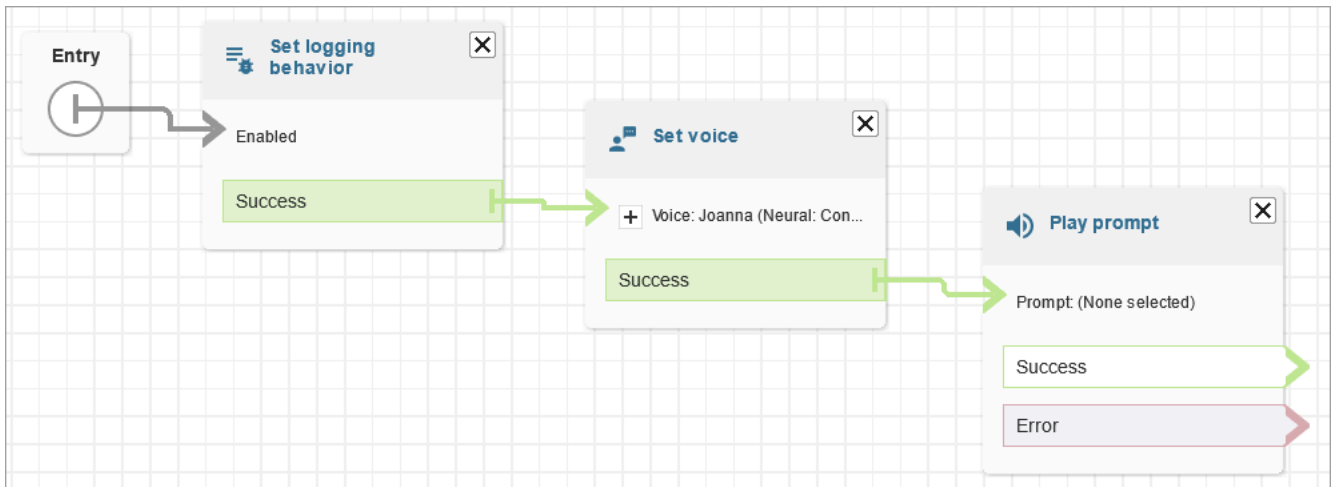 Entry
Set logging
behavior
Enabled
Success
Set voice
Voice: Joanna (Neural: Con...
Success
Play prompt
Prompt: (None selected)
Success
Error